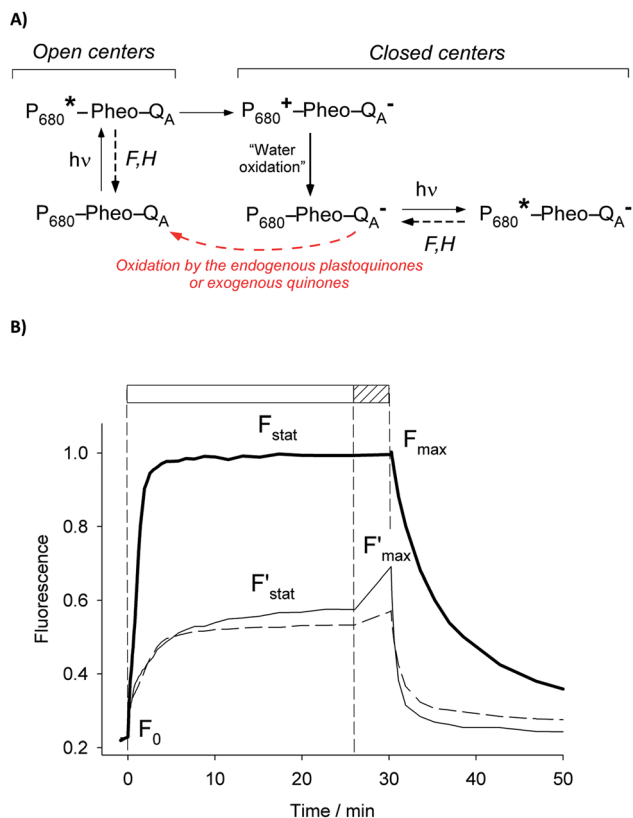 A)
Open centers
Closed centers
P680*–Pheo–QA
P680+–Pheo–QA-
hν
F,H
"Water
oxidation"
hν
P680–Pheo–QA
P680–Pheo–QA-
F,H
P680*–Pheo–QA-
Oxidation by the endogenous plastoquinones
or exogenous quinones
B)
Fstat
Fmax
1.0
0.8
F'max
F'stat
0.6
0.4
F0
0.2
Fluorescence
0
10
20
30
40
50
Time / min